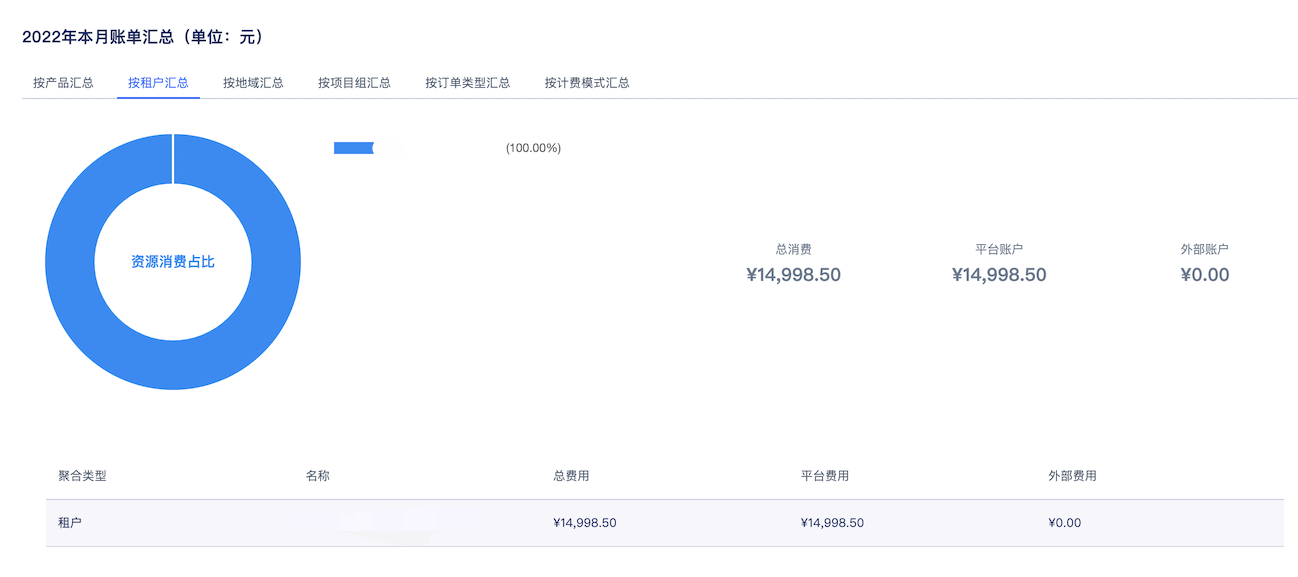 2022年本月账单汇总（单位：元）
按产品汇总 按租户汇总 按地域汇总 按项目组汇总 按订单类型汇总 按计费模式汇总
(100.00%)
资源消费占比
总消费 平台账户 外部账户
¥14,998.50 ¥14,998.50 ¥0.00
聚合类型 名称 总费用 平台费用 外部费用
租户 ¥14,998.50 ¥14,998.50 ¥0.00